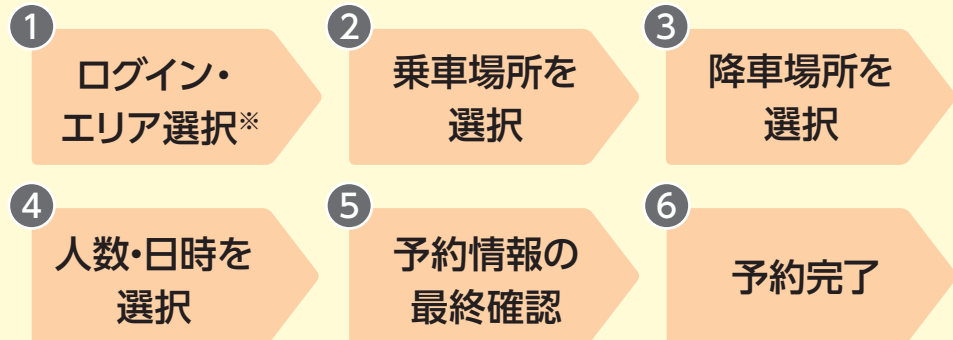 1
ログイン・
エリア選択※
2
乗車場所を
選択
3
降車場所を
選択
4
人数・日時を
選択
5
予約情報の
最終確認
6
予約完了